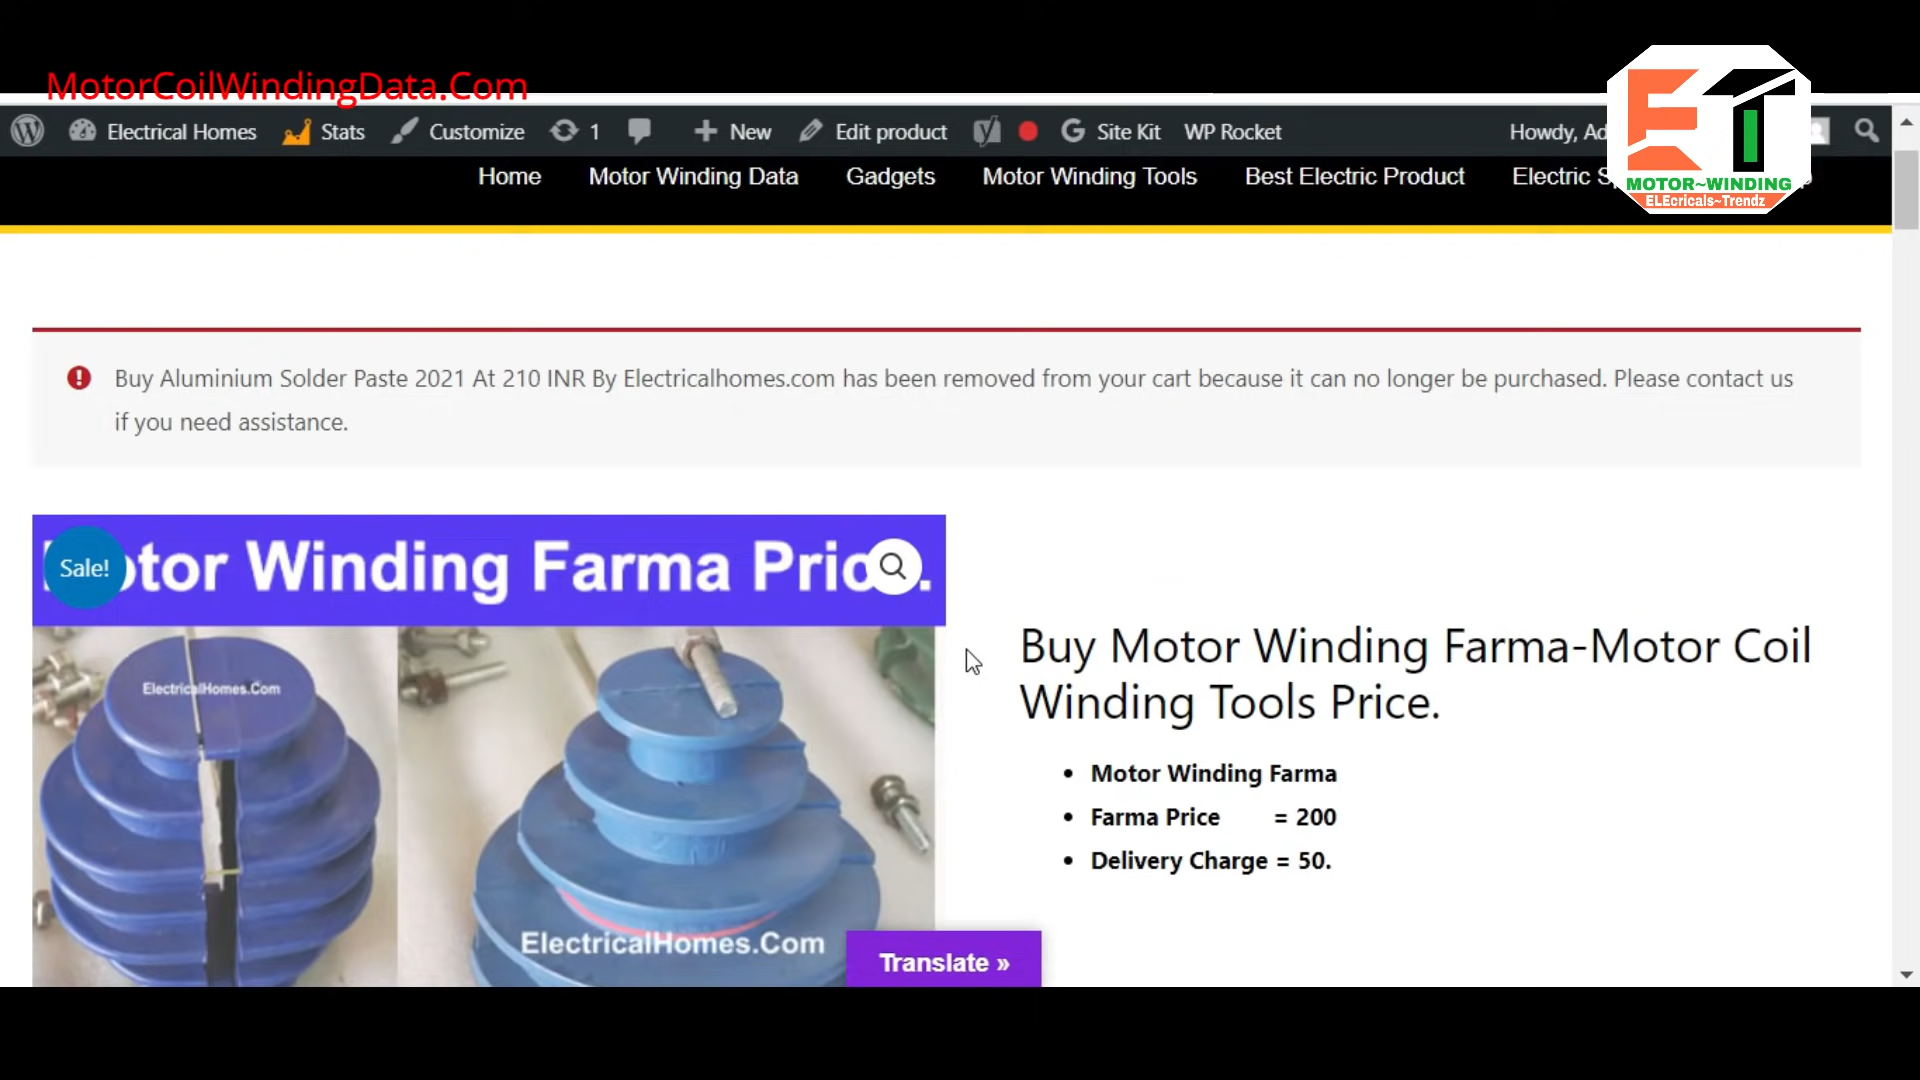 MotorCoilWindingData.Com
Electrical Homes Stats Customize 1 New Edit product Site Kit WP Rocket Howdy,
MOTOR~WINDING
ELEcricals~Trendz
Home Motor Winding Data Gadgets Motor Winding Tools Best Electric Product Electric
Buy Aluminium Solder Paste 2021 At 210 INR By Electricalhomes.com has been removed from your cart because it can no longer be purchased. Please contact us
if you need assistance.
Sale!
Winding Farma
Buy Motor Winding Farma-Motor Coil
Winding Tools Price.
• Motor Winding Farma
• Farma Price = 200
• Delivery Charge = 50.
ElectricalHomes.Com
ElectricalHomes.Com
Translate »